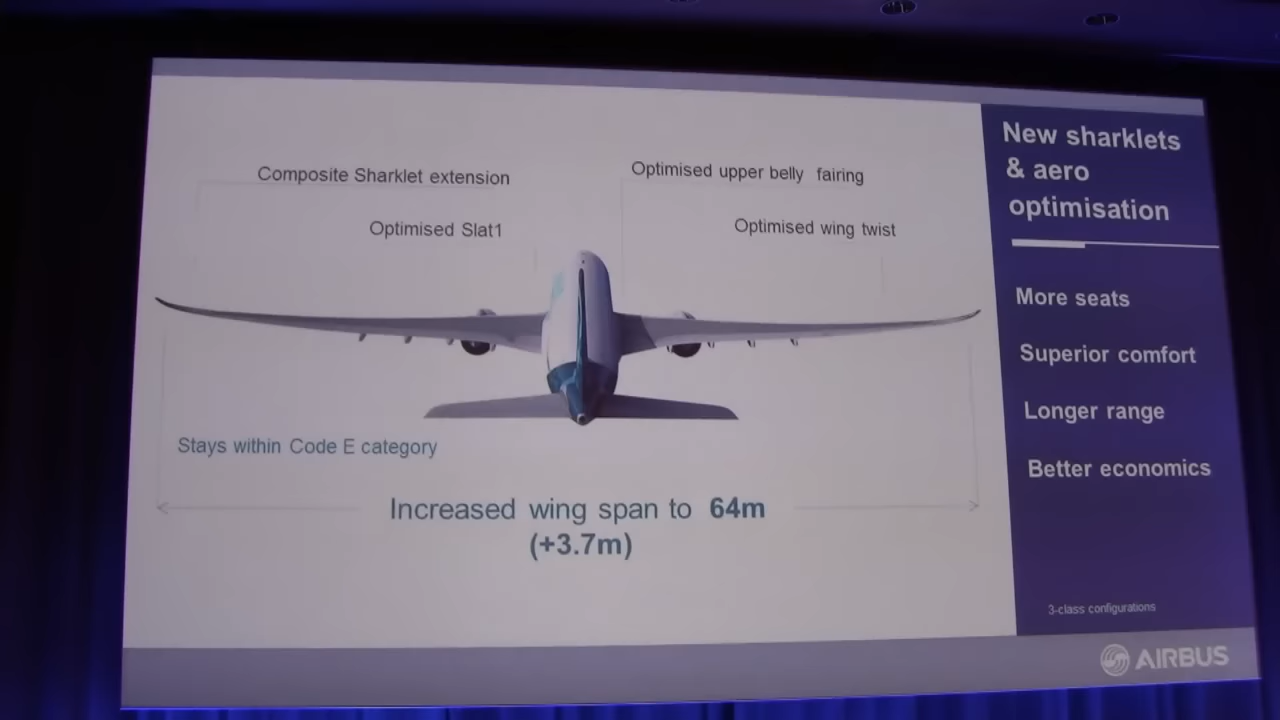 Composite Sharklet extension
Optimised upper belly fairing
Optimised Slat1
Optimised wing twist
Stays within Code E category
Increased wing span to 64m
(+3.7m)
New sharklets
& aero
optimisation
More seats
Superior comfort
Longer range
Better economics
3-class configurations
AIRBUS